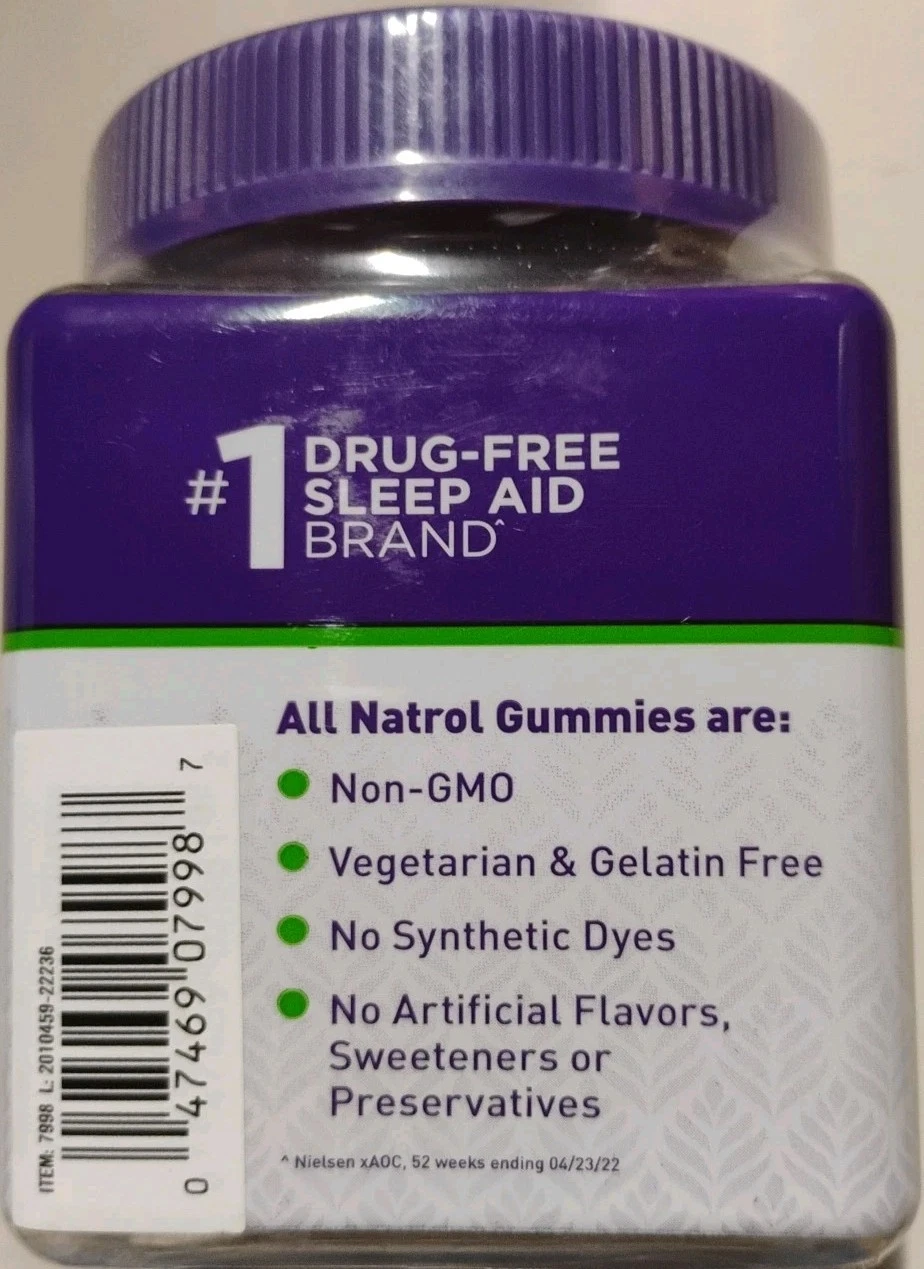 #1 DRUG-FREE
SLEEP AID
BRAND^
All Natrol Gummies are:
Non-GMO
Vegetarian & Gelatin Free
No Synthetic Dyes
No Artificial Flavors,
Sweeteners or
Preservatives
^ Nielsen xAOC, 52 weeks ending 04/23/22
ITEM: 7998 L: 2010459-22236
0 47469 07998 7